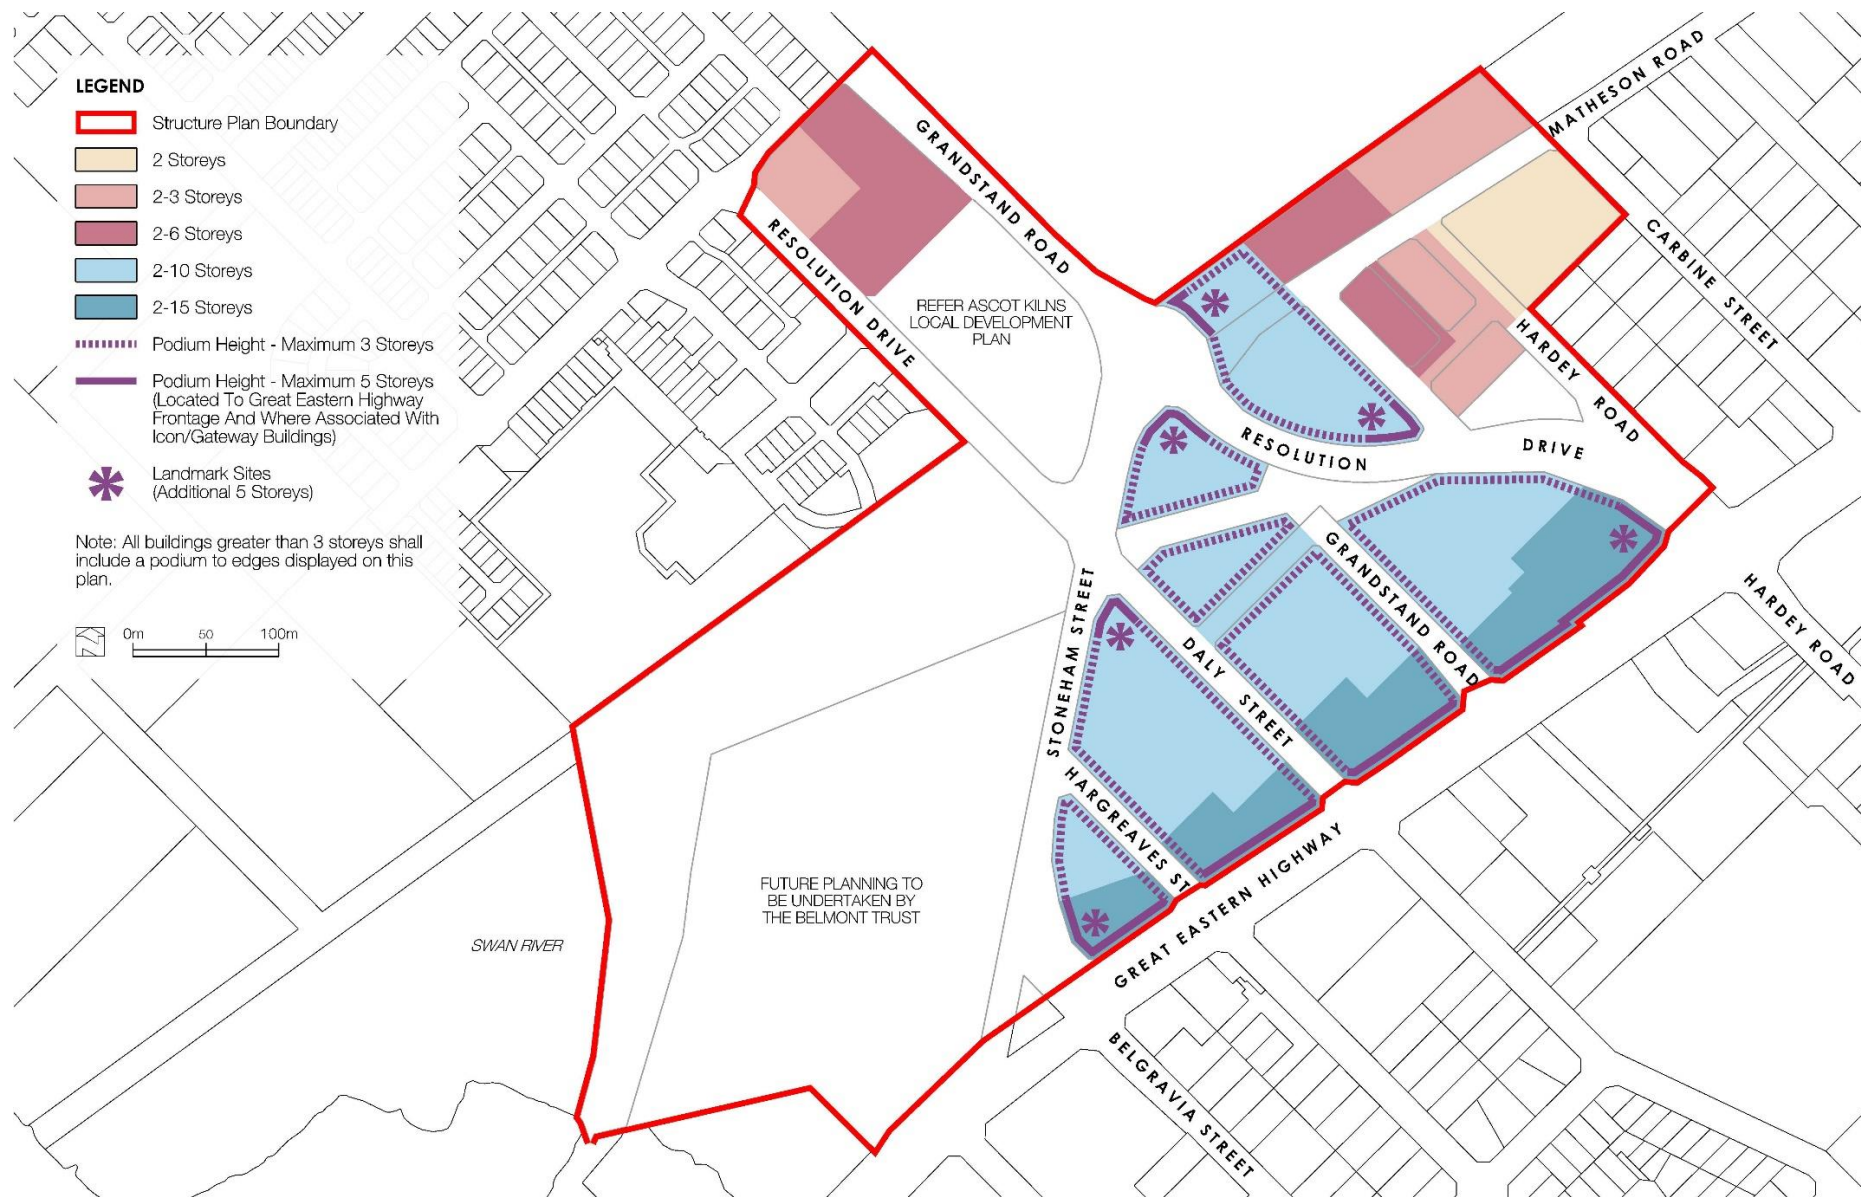 LEGEND
Structure Plan Boundary
2 Storeys
2-3 Storeys
2-6 Storeys
2-10 Storeys
2-15 Storeys
Podium Height - Maximum 3 Storeys
Podium Height - Maximum 5 Storeys
(Located To Great Eastern Highway
Frontage And Where Associated With
Icon/Gateway Buildings)
Landmark Sites
(Additional 5 Storeys)
Note: All buildings greater than 3 storeys shall
include a podium to edges displayed on this
plan.
0m 50 100m
GRANDSTAND ROAD
MATHESON ROAD
RESOLUTION DRIVE
CARBINE STREET
REFER ASCOT KILNS
LOCAL DEVELOPMENT
PLAN
HARDEY ROAD
RESOLUTION DRIVE
GRANDSTAND ROAD
HARDEY ROAD
STONEHAM STREET
DALY STREET
HARGREAVES ST
GREAT EASTERN HIGHWAY
FUTURE PLANNING TO
BE UNDERTAKEN BY
THE BELMONT TRUST
SWAN RIVER
BELGRAVIA STREET